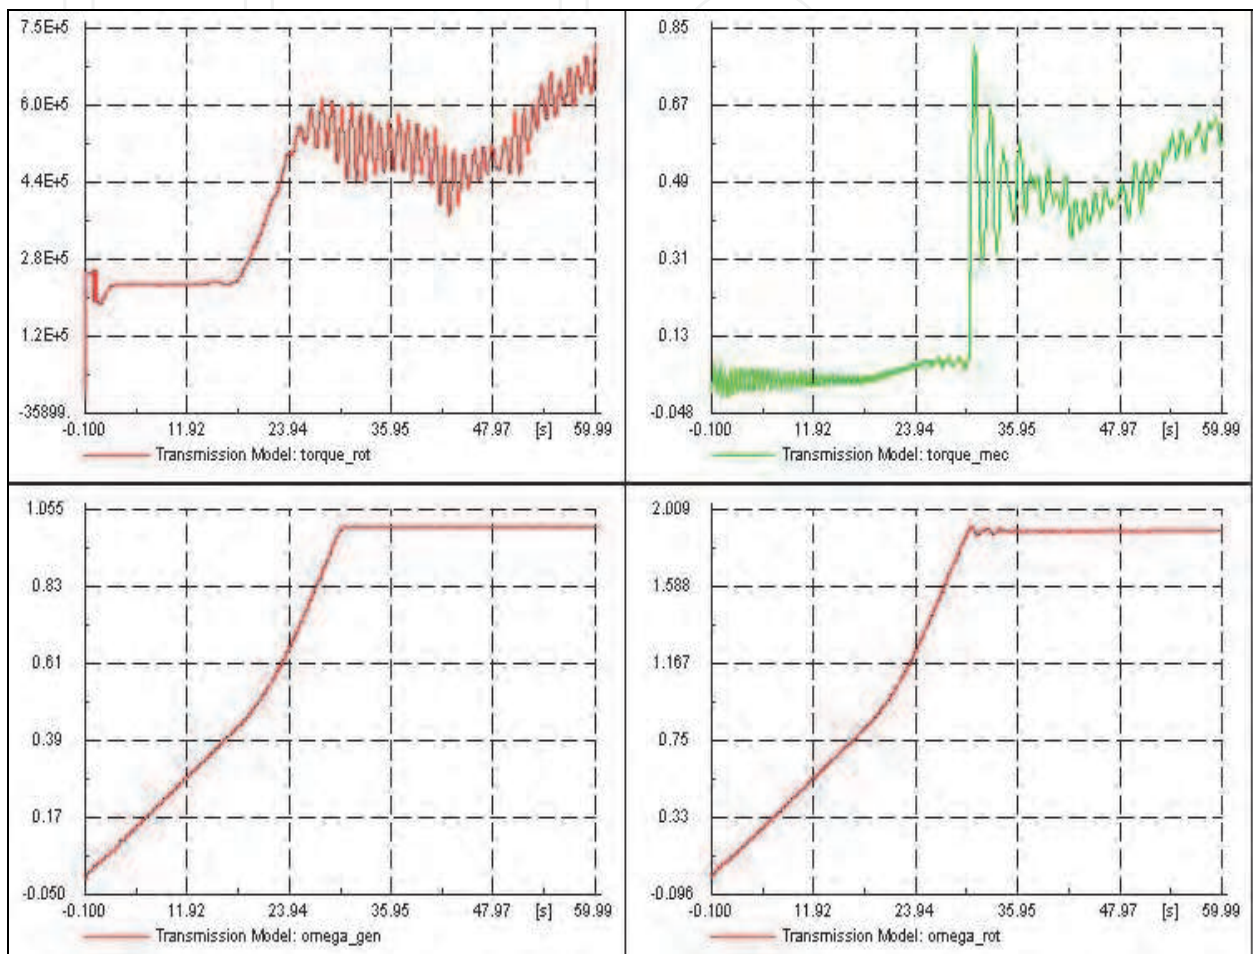 7.5E+5
6.0E+5
4.4E+5
2.8E+5
1.2E+5
-35899.
-0.100 11.92 23.94 35.95 47.97 [s] 59.99
Transmission Model: torque_rot
0.85
0.67
0.49
0.31
0.13
-0.048
-0.100 11.92 23.94 35.95 47.97 [s] 59.99
Transmission Model: torque_mec
1.055
0.83
0.61
0.39
0.17
-0.050
-0.100 11.92 23.94 35.95 47.97 [s] 59.99
Transmission Model: omega_gen
2.009
1.588
1.167
0.75
0.33
-0.096
-0.100 11.92 23.94 35.95 47.97 [s] 59.99
Transmission Model: omega_rot